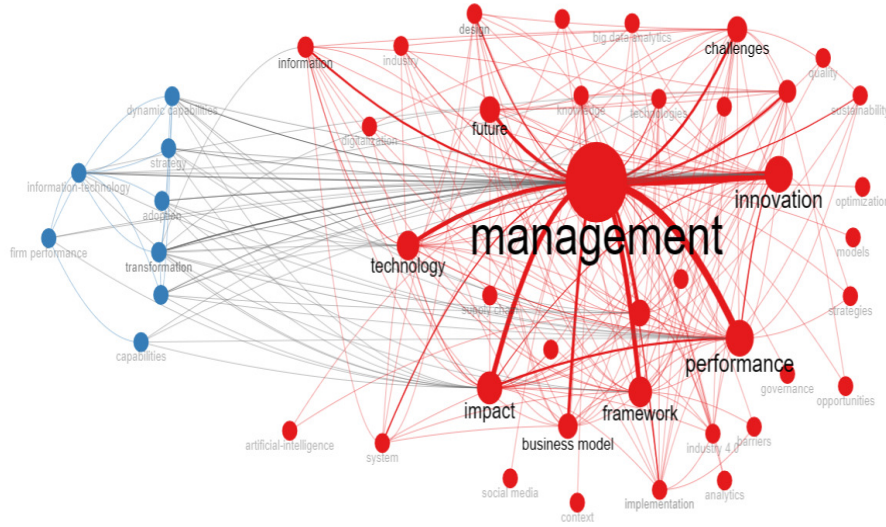 design
big data analytics
challenges
information
industry
quality
dynamic capabilities
future
knowledge
technologies
sustainability
digitalization
strategy
information-technology
innovation
optimization
adoption
management
firm performance
transformation
technology
models
supply chain
strategies
capabilities
performance
governance
opportunities
impact
framework
artificial-intelligence
system
business model
industry 4.0
barriers
social media
context
implementation
analytics